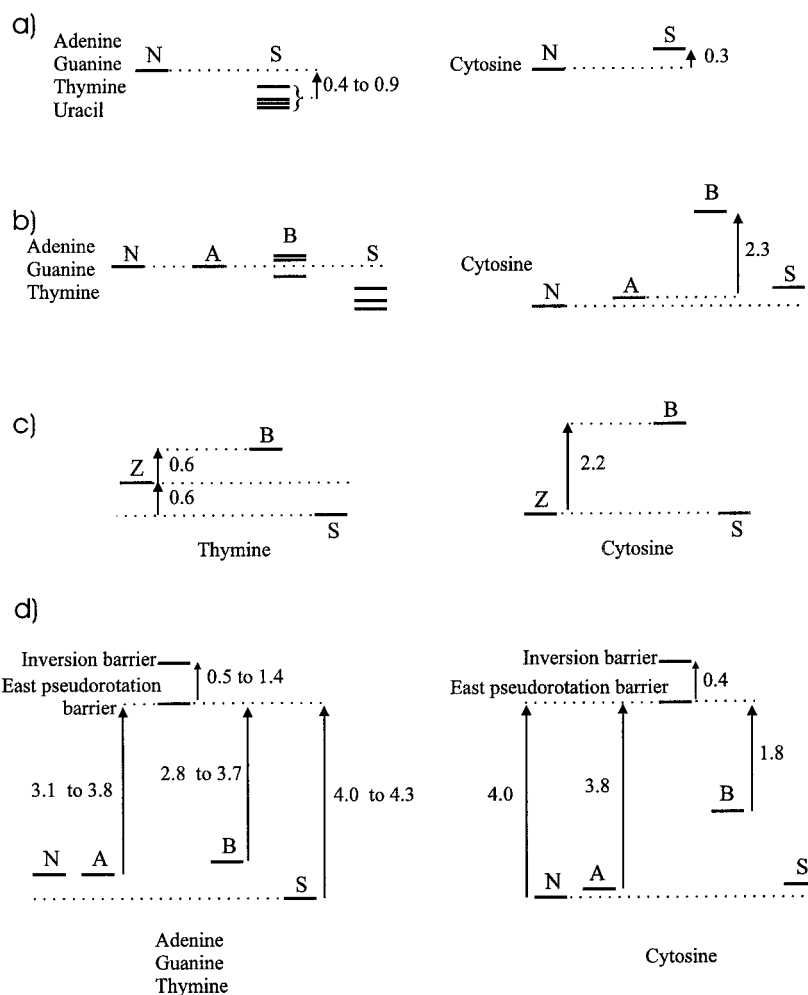 a)
Adenine
Guanine
Thymine
Uracil
N
S
0.4 to 0.9
Cytosine
N
S
0.3
b)
Adenine
Guanine
Thymine
N
A
B
S
Cytosine
N
A
B
2.3
S
c)
Z
B
0.6
0.6
S
Thymine
Z
B
2.2
S
Cytosine
d)
Inversion barrier
0.5 to 1.4
East pseudorotation
barrier
3.1 to 3.8
2.8 to 3.7
4.0 to 4.3
N
A
B
S
Adenine
Guanine
Thymine
Inversion barrier
0.4
East pseudorotation barrier
4.0
3.8
1.8
B
N
A
S
Cytosine